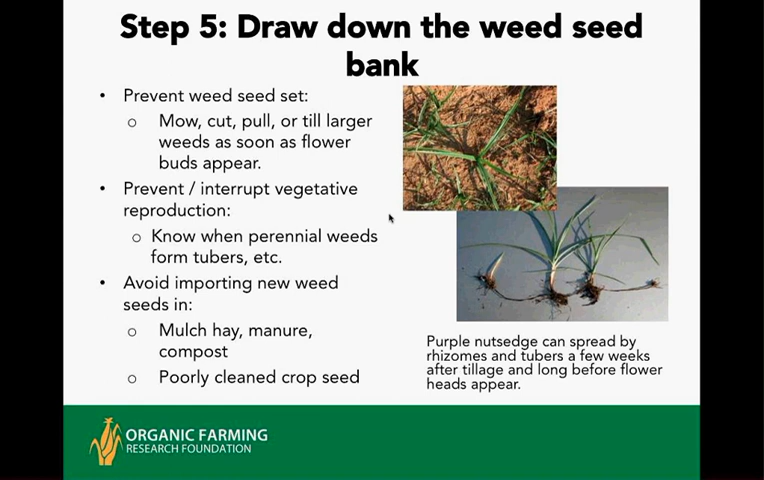 Step 5: Draw down the weed seed
bank
• Prevent weed seed set:
o Mow, cut, pull, or till larger
weeds as soon as flower
buds appear.
• Prevent / interrupt vegetative
reproduction:
o Know when perennial weeds
form tubers, etc.
• Avoid importing new weed
seeds in:
o Mulch hay, manure,
compost
o Poorly cleaned crop seed
Purple nutsedge can spread by
rhizomes and tubers a few weeks
after tillage and long before flower
heads appear.
ORGANIC FARMING
RESEARCH FOUNDATION